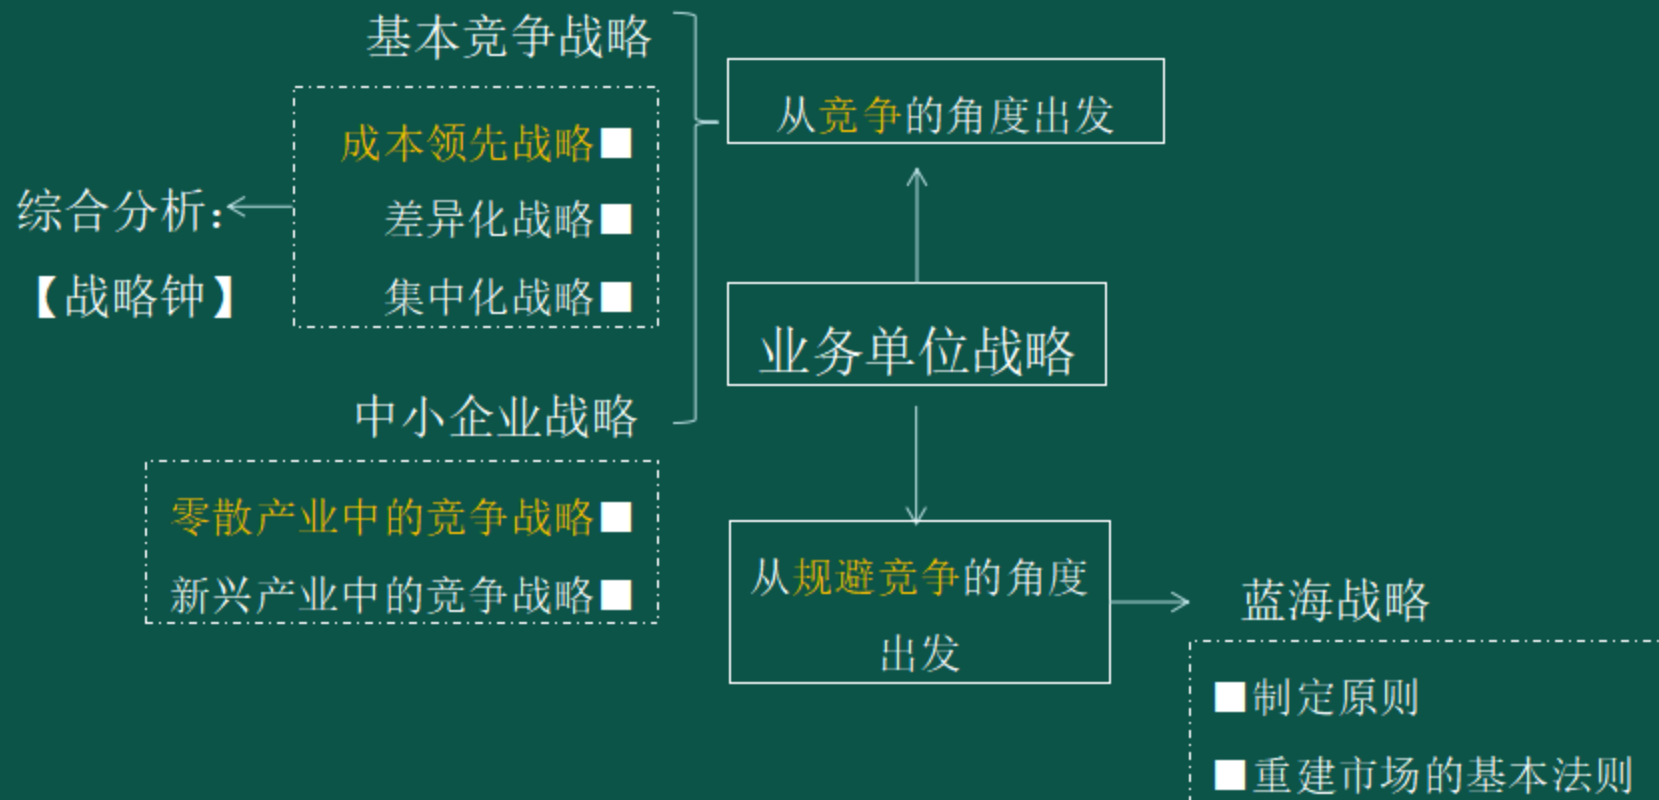 基本竞争战略
从竞争的角度出发
成本领先战略
差异化战略
集中化战略
综合分析：
【战略钟】
业务单位战略
中小企业战略
零散产业中的竞争战略
新兴产业中的竞争战略
从规避竞争的角度
出发
蓝海战略
制定原则
重建市场的基本法则